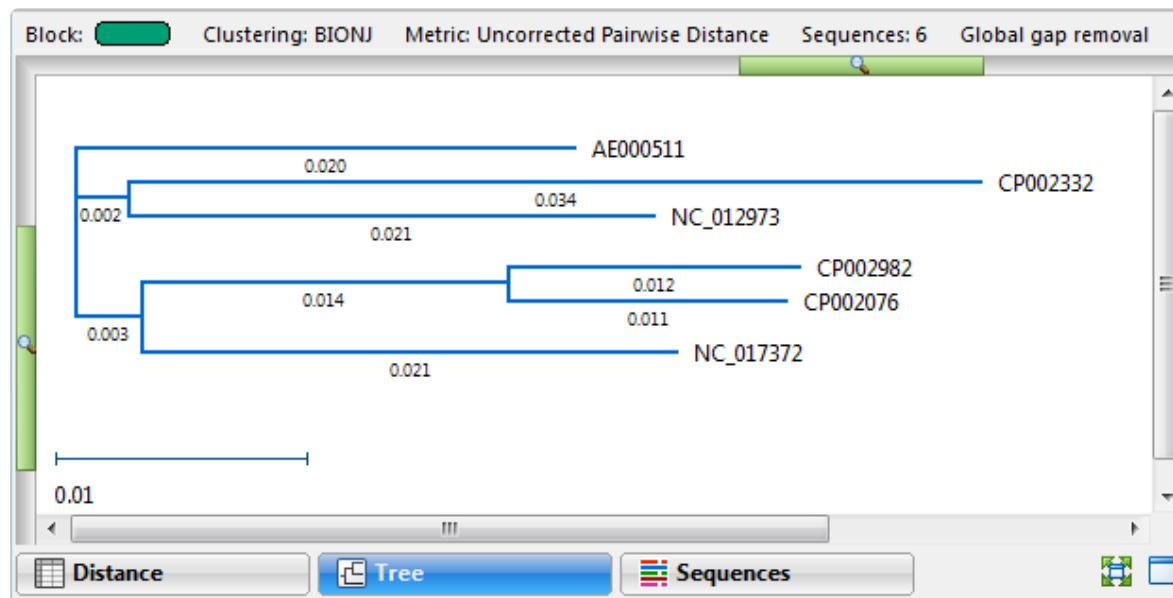 Block: Clustering: BIONJ Metric: Uncorrected Pairwise Distance Sequences: 6 Global gap removal
AE000511
0.020
CP002332
0.034
0.002
NC_012973
0.021
CP002982
0.012
0.014
CP002076
0.011
0.003
NC_017372
0.021
0.01
Distance Tree Sequences